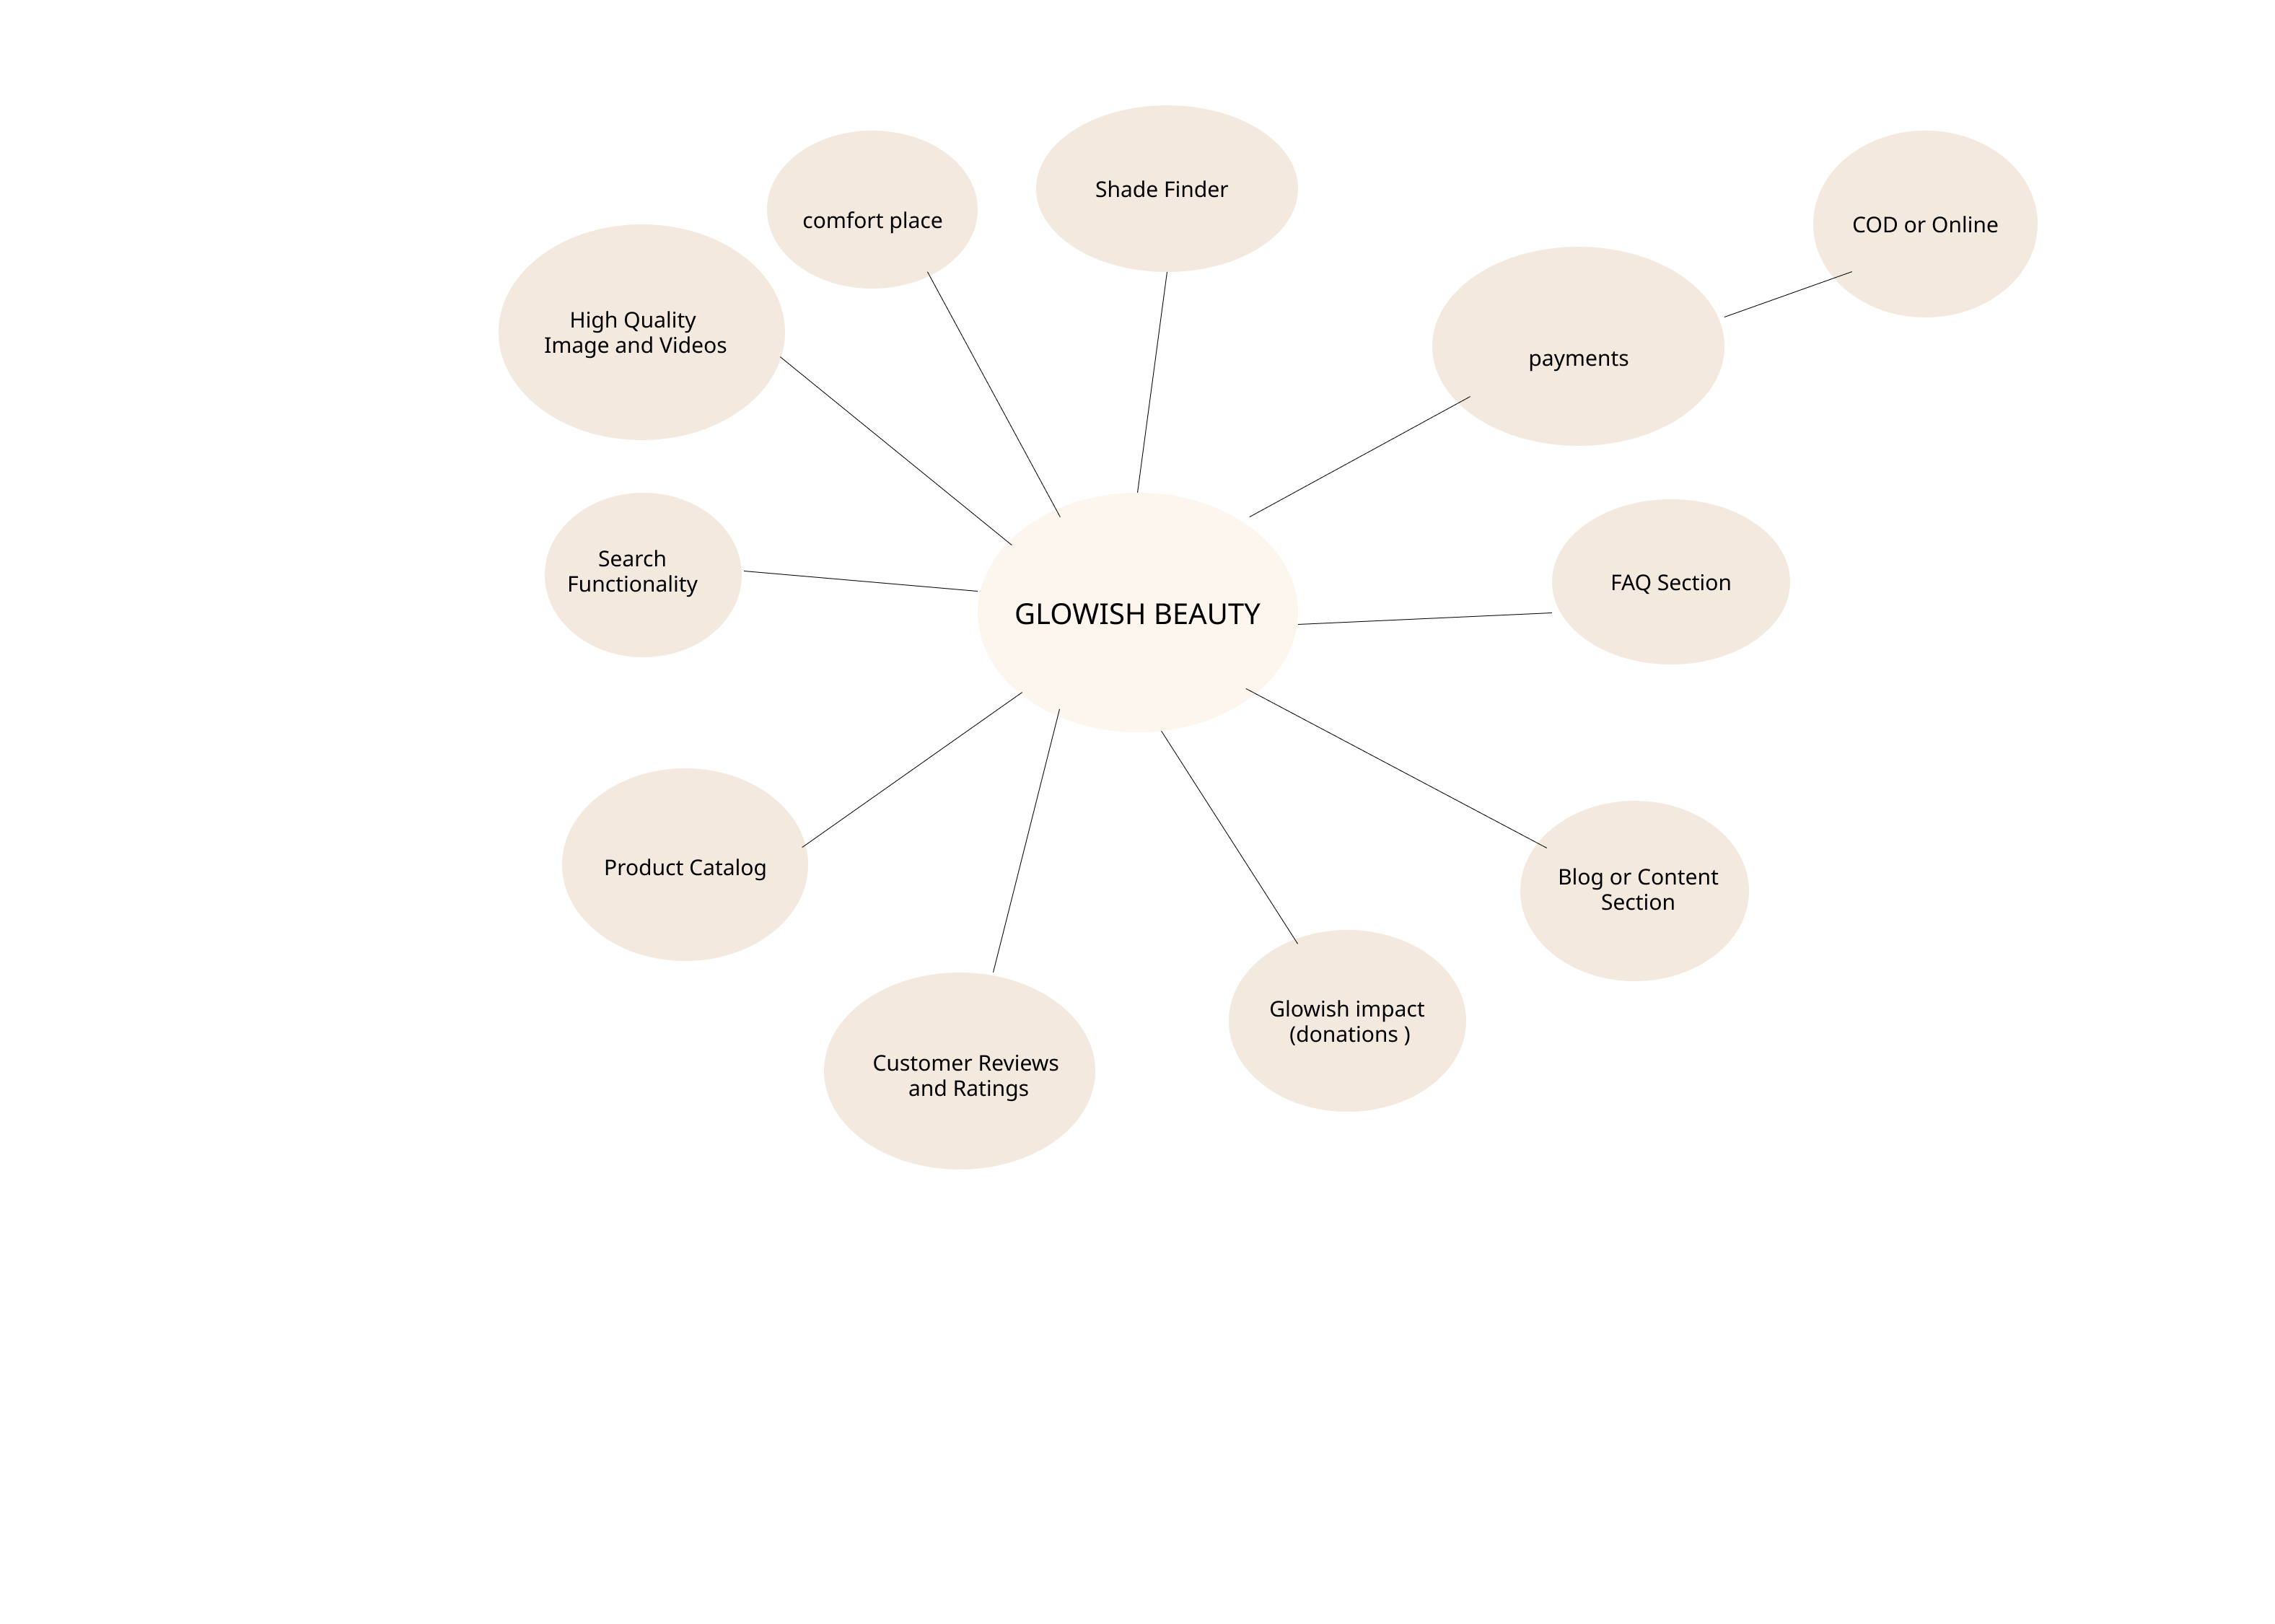 Shade Finder
comfort place
COD or Online
High Quality
Image and Videos
payments
Search
Functionality
FAQ Section
GLOWISH BEAUTY
Product Catalog
Blog or Content
Section
Glowish impact
(donations )
Customer Reviews
and Ratings